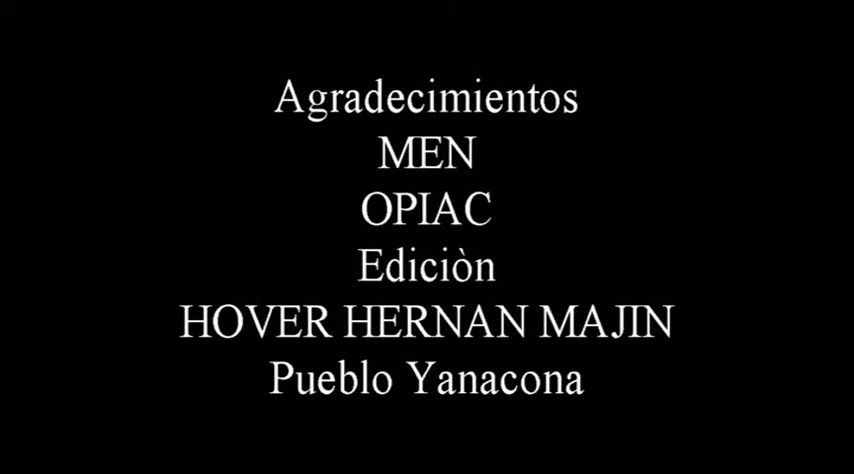 Agradecimientos
MEN
OPIAC
Ediciòn
HOVER HERNAN MAJIN
Pueblo Yanacona